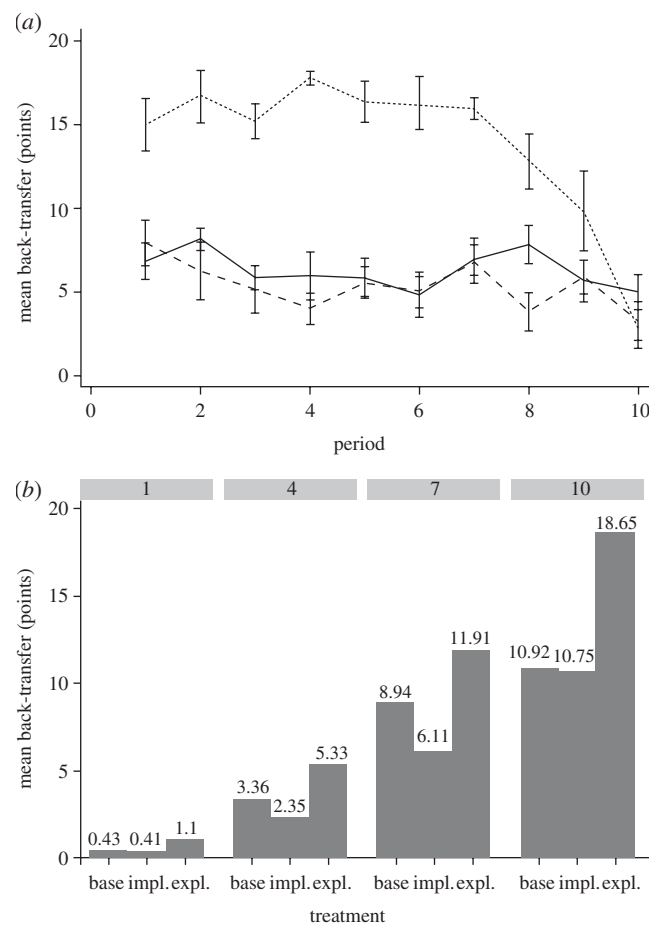 (a)
20
15
10
5
0
mean back-transfer (points)
0 2 4 6 8 10
period
(b)
1 4 7 10
20
15
10
5
0
mean back-transfer (points)
0.43 0.41 1.1
3.36 2.35 5.33
8.94 6.11 11.91
10.92 10.75 18.65
base impl. expl. base impl. expl. base impl. expl. base impl. expl.
treatment